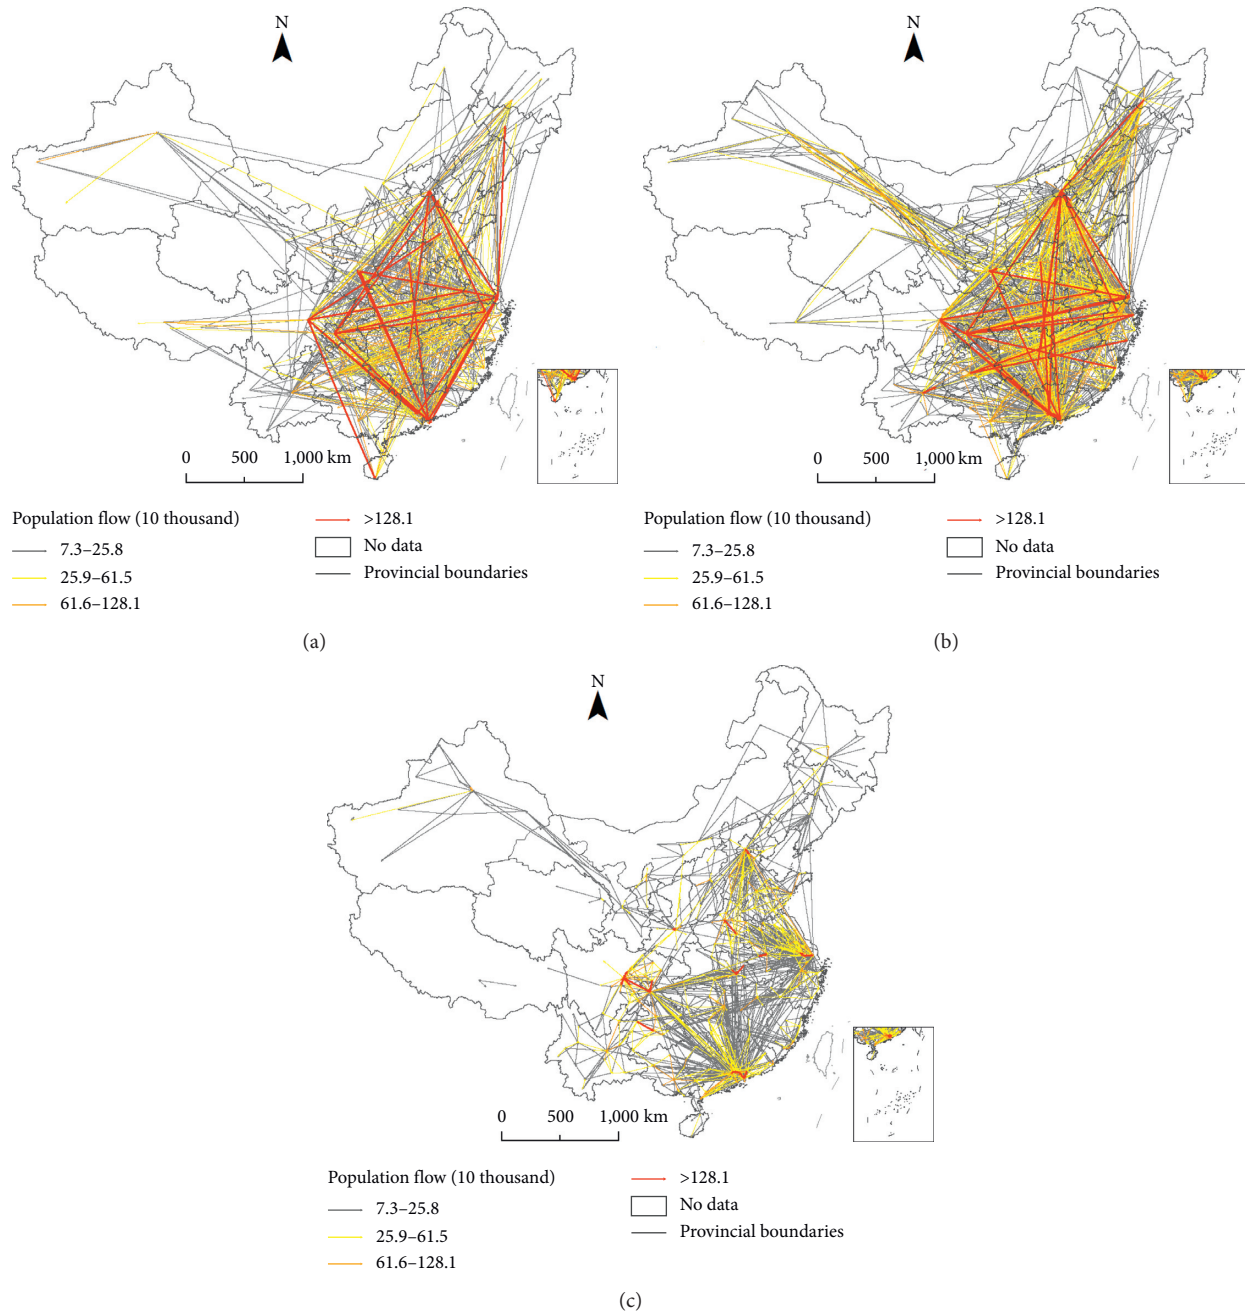 N
0 500 1,000 km
Population flow (10 thousand)
7.3–25.8
25.9–61.5
61.6–128.1
>128.1
No data
Provincial boundaries
(a)
N
0 500 1,000 km
Population flow (10 thousand)
7.3–25.8
25.9–61.5
61.6–128.1
>128.1
No data
Provincial boundaries
(b)
N
0 500 1,000 km
Population flow (10 thousand)
7.3–25.8
25.9–61.5
61.6–128.1
>128.1
No data
Provincial boundaries
(c)